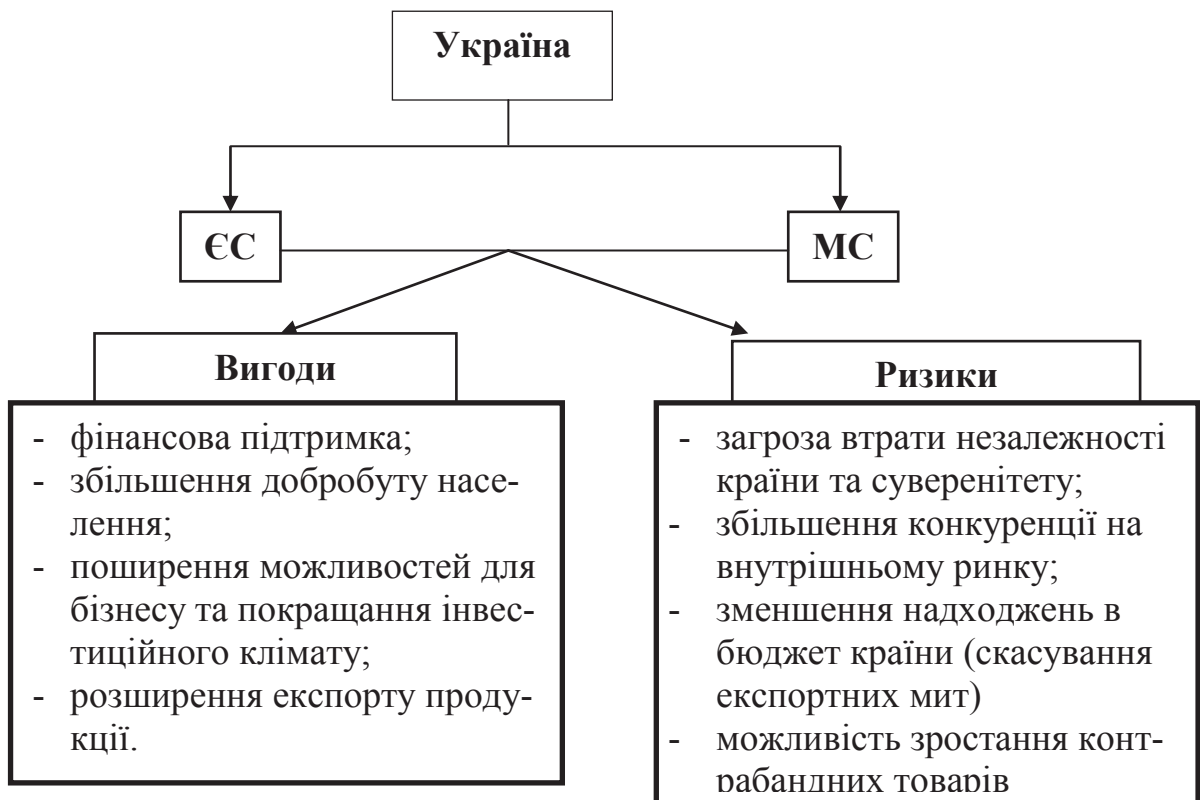 Україна
ЄС
МС
Вигоди
- фінансова підтримка;
- збільшення добробуту насе-
лення;
- поширення можливостей для
бізнесу та покращання інвес-
тиційного клімату;
- розширення експорту проду-
кції.
Ризики
- загроза втрати незалежності
країни та суверенітету;
- збільшення конкуренції на
внутрішньому ринку;
- зменшення надходжень в
бюджет країни (скасування
експортних мит)
- можливість зростання конт-
рабандних товарів